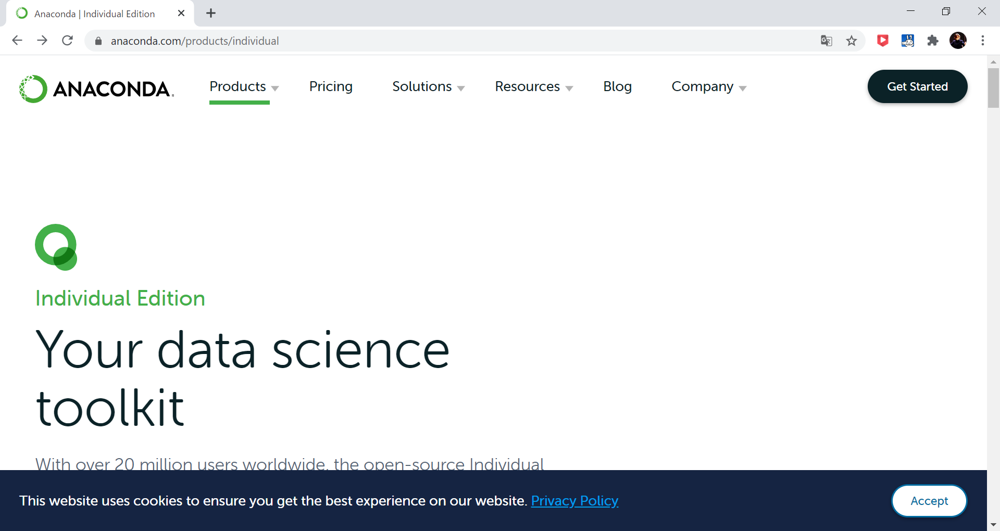 Anaconda | Individual Edition
anaconda.com/products/individual
ANACONDA. Products Pricing Solutions Resources Blog Company Get Started
Individual Edition
Your data science
toolkit
With over 20 million users worldwide, the open-source Individual
This website uses cookies to ensure you get the best experience on our website. Privacy Policy Accept